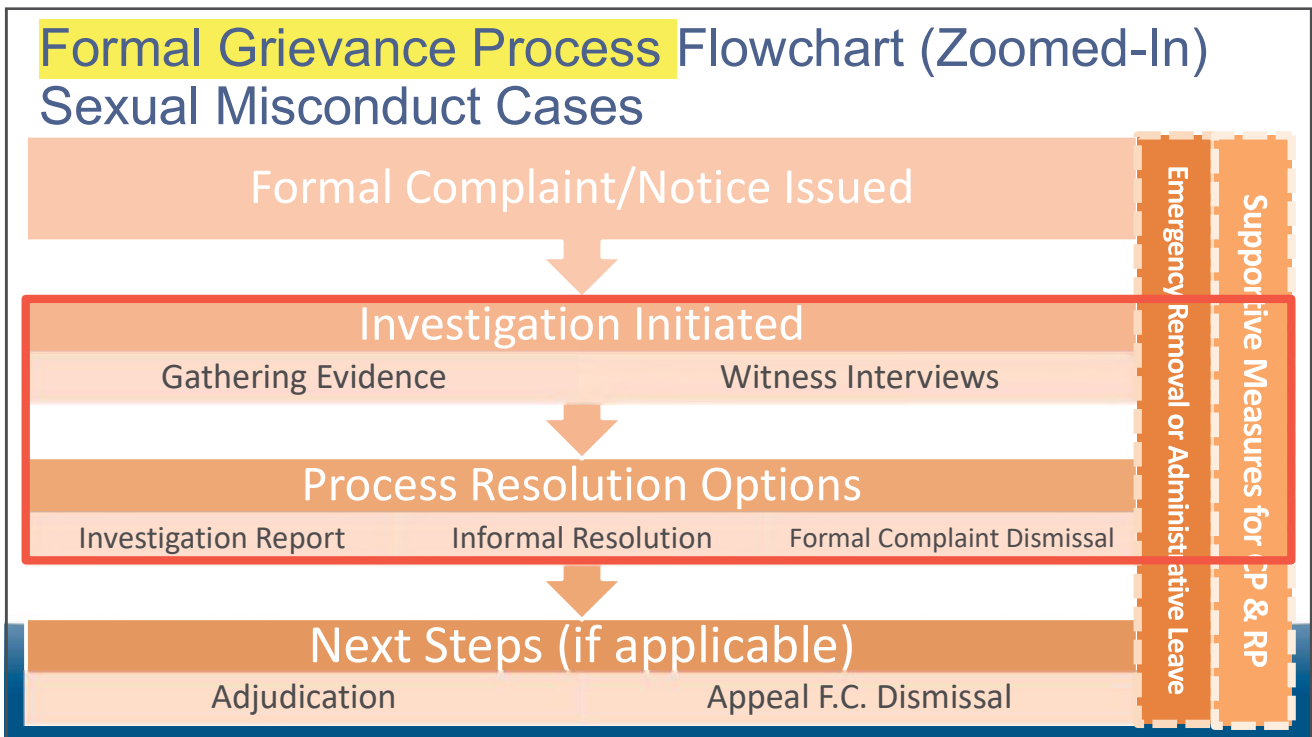 Formal Grievance Process Flowchart (Zoomed-In)
Sexual Misconduct Cases
Formal Complaint/Notice Issued
Investigation Initiated
Gathering Evidence
Witness Interviews
Process Resolution Options
Investigation Report
Informal Resolution
Formal Complaint Dismissal
Next Steps (if applicable)
Adjudication
Appeal F.C. Dismissal
Emergency Removal or Administrative Leave
Supportive Measures for CP & RP